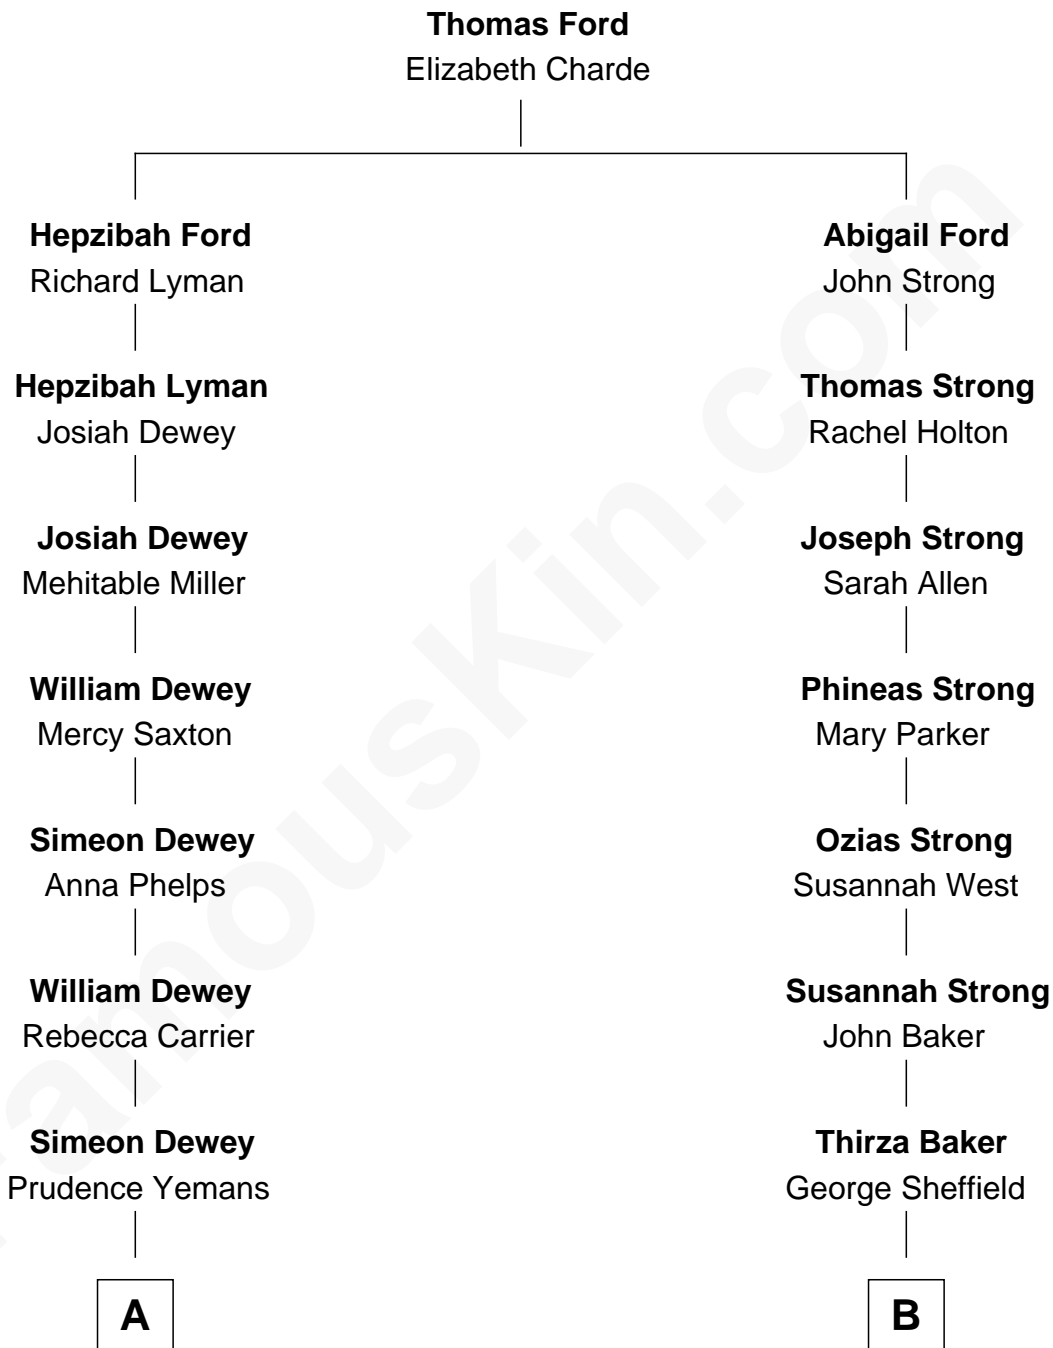 Thomas Ford
Elizabeth Charde
Hepzibah Ford
Richard Lyman
Abigail Ford
John Strong
Hepzibah Lyman
Josiah Dewey
Thomas Strong
Rachel Holton
Josiah Dewey
Mehitable Miller
Joseph Strong
Sarah Allen
William Dewey
Mercy Saxton
Phineas Strong
Mary Parker
Simeon Dewey
Anna Phelps
Ozias Strong
Susannah West
William Dewey
Rebecca Carrier
Susannah Strong
John Baker
Simeon Dewey
Prudence Yemans
Thirza Baker
George Sheffield
A
B
FamousKin.com